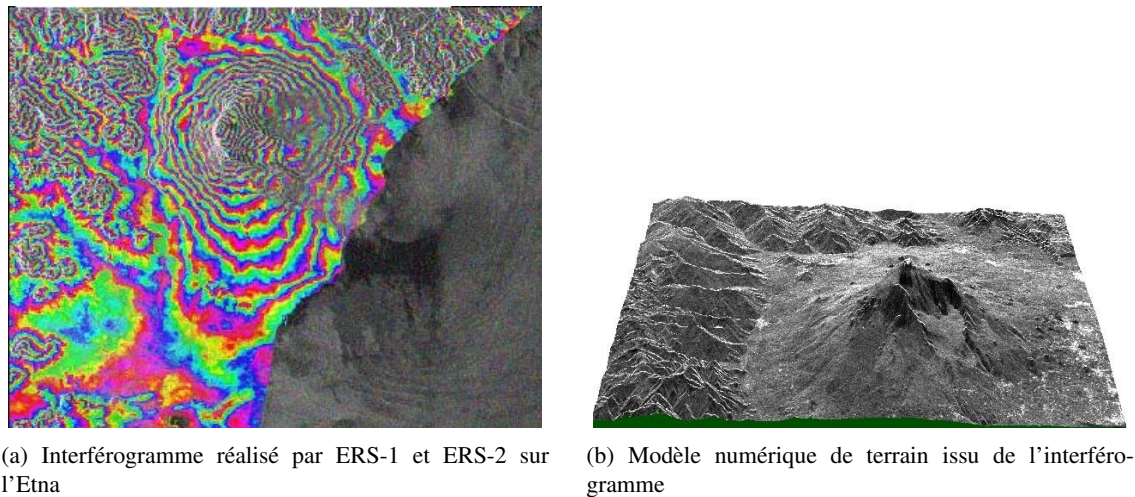 (a) Interférogramme réalisé par ERS-1 et ERS-2 sur
l'Etna
(b) Modèle numérique de terrain issu de l'interféro-
gramme